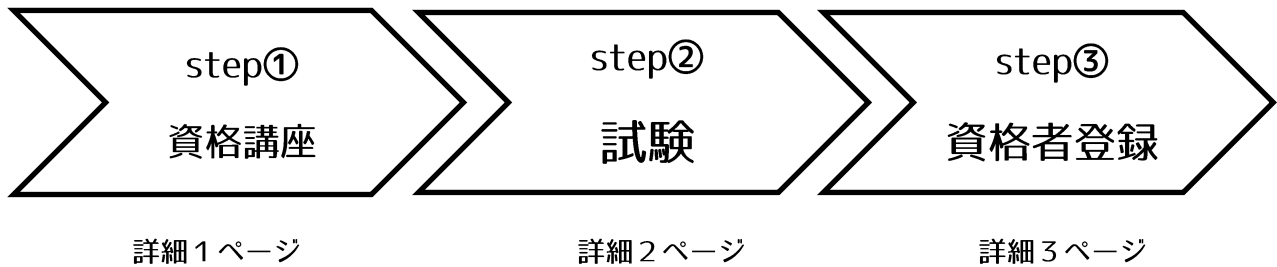 step①
資格講座
詳細１ページ
step②
試験
詳細２ページ
step③
資格者登録
詳細３ページ